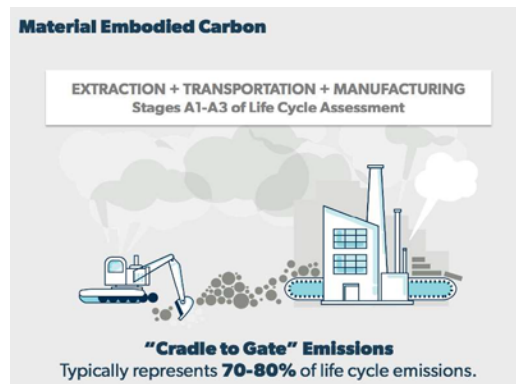 Material Embodied Carbon
EXTRACTION + TRANSPORTATION + MANUFACTURING
Stages A1-A3 of Life Cycle Assessment
“Cradle to Gate” Emissions
Typically represents 70-80% of life cycle emissions.